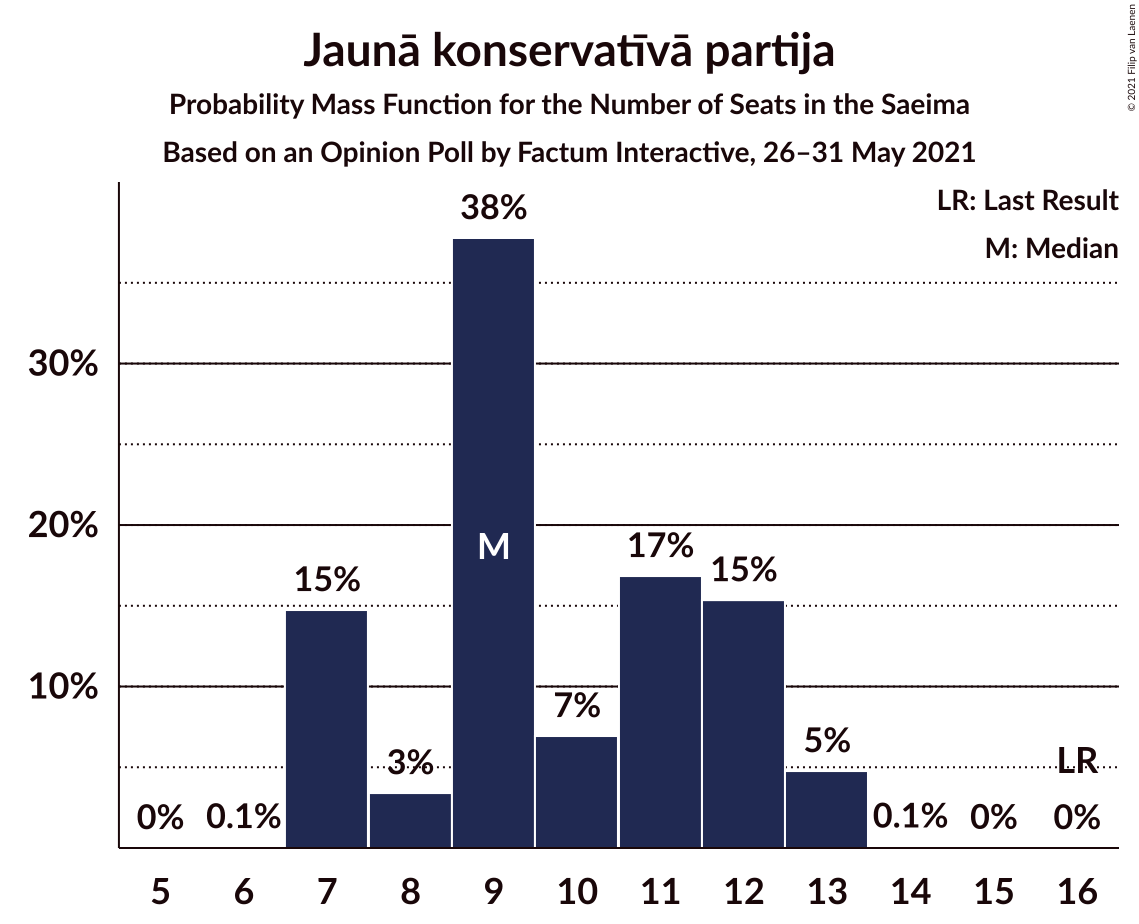 Jaunā konservatīvā partija
Probability Mass Function for the Number of Seats in the Saeima
Based on an Opinion Poll by Factum Interactive, 26–31 May 2021
© 2021 Filip van Laenen
LR: Last Result
M: Median
38%
30%
20%
10%
M
15%
3%
7%
17%
15%
5%
LR
0%
0.1%
0.1%
0%
0%
5 6 7 8 9 10 11 12 13 14 15 16